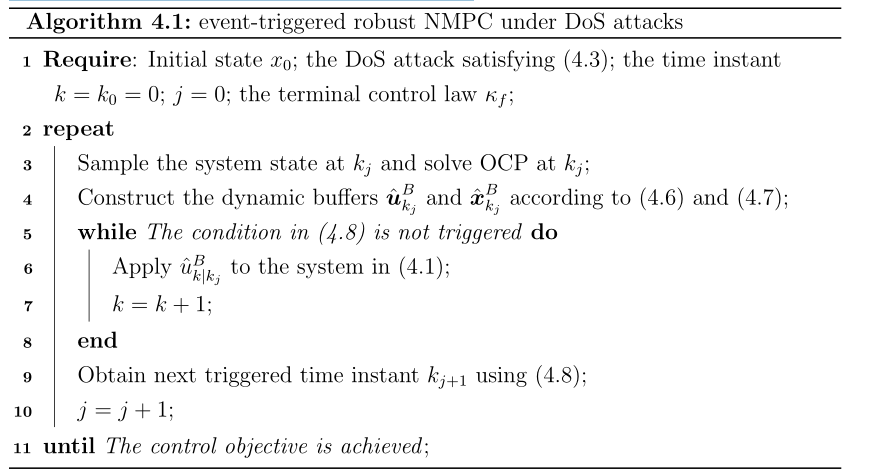 Algorithm 4.1: event-triggered robust NMPC under DoS attacks
1 Require: Initial state $x_0$; the DoS attack satisfying (4.3); the time instant
$k = k_0 = 0$; $j = 0$; the terminal control law $\kappa_f$;
2 repeat
3 Sample the system state at $k_j$ and solve OCP at $k_j$;
4 Construct the dynamic buffers $\hat{\boldsymbol{u}}^B_{k_j}$ and $\hat{\boldsymbol{x}}^B_{k_j}$ according to (4.6) and (4.7);
5 while The condition in (4.8) is not triggered do
6 Apply $\hat{u}^B_{k|k_j}$ to the system in (4.1);
7 $k = k + 1$;
8 end
9 Obtain next triggered time instant $k_{j+1}$ using (4.8);
10 $j = j + 1$;
11 until The control objective is achieved;